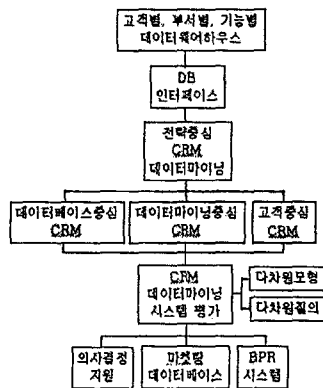 고객별, 부서별, 기능별
데이터웨어하우스
DB
인터페이스
전략중심
CRM
데이터마이닝
데이터베이스중심
CRM
데이터마이닝중심
CRM
고객중심
CRM
CRM
데이터마이닝
시스템 평가
다차원모형
다차원질의
의사결정
지원
마켓팅
데이터베이스
BPR
시스템